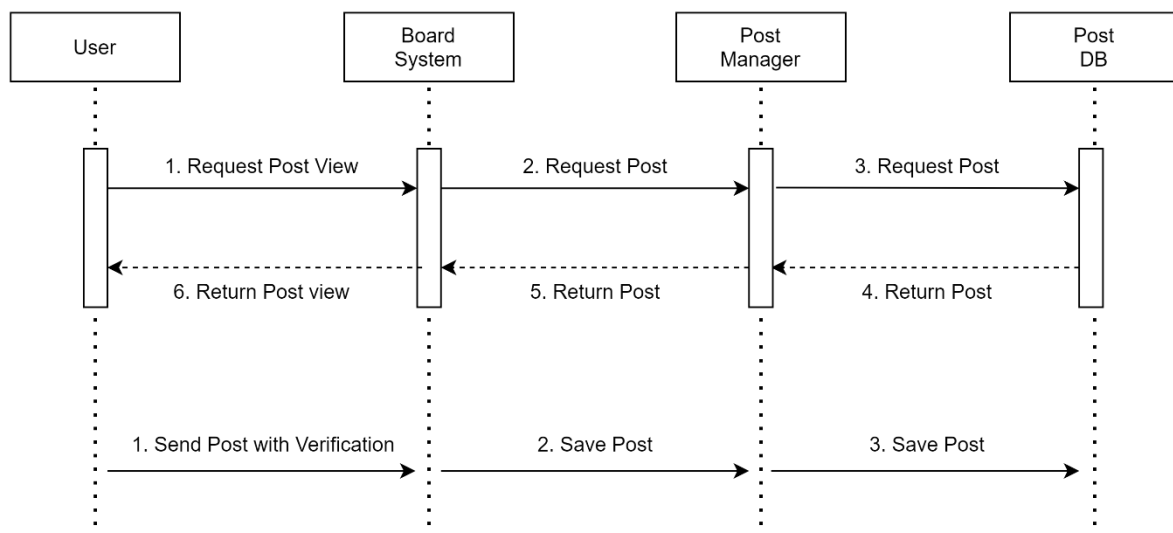 User
Board
System
Post
Manager
Post
DB
1. Request Post View
2. Request Post
3. Request Post
6. Return Post view
5. Return Post
4. Return Post
1. Send Post with Verification
2. Save Post
3. Save Post